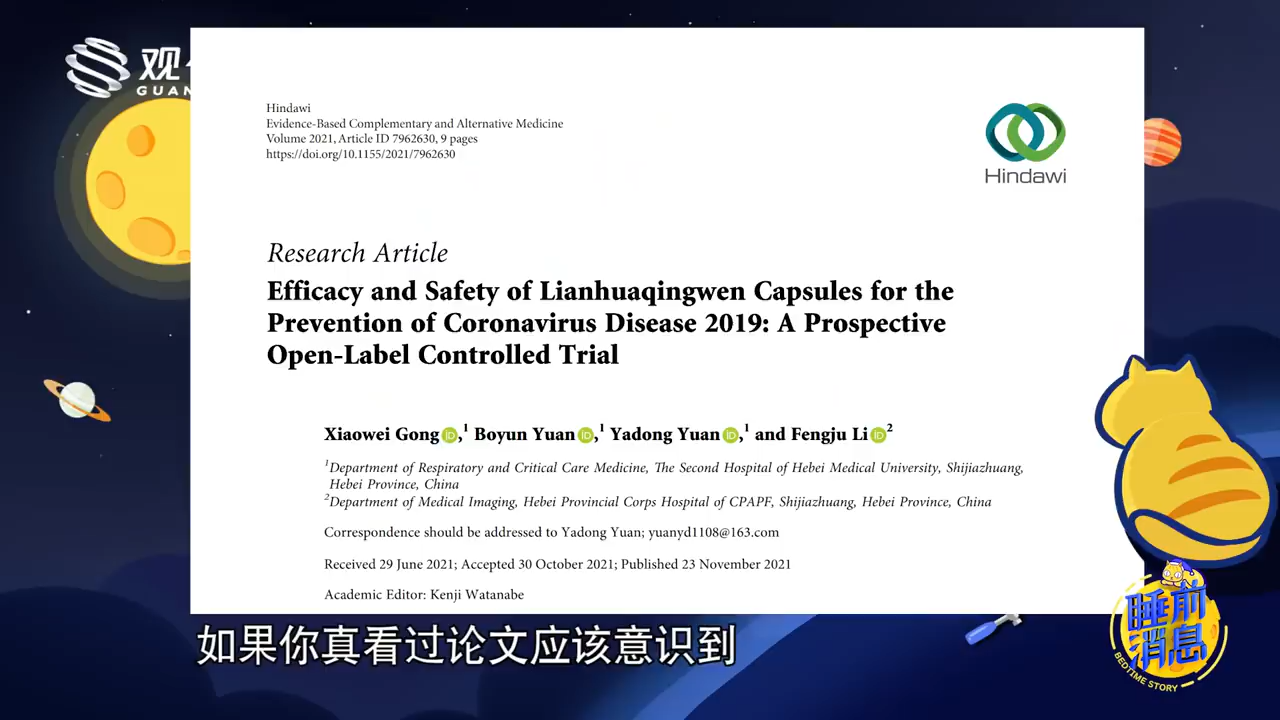 观
GUAN
Hindawi
Evidence-Based Complementary and Alternative Medicine
Volume 2021, Article ID 7962630, 9 pages
https://doi.org/10.1155/2021/7962630
Hindawi
Research Article
Efficacy and Safety of Lianhuaqingwen Capsules for the
Prevention of Coronavirus Disease 2019: A Prospective
Open-Label Controlled Trial
Xiaowei Gong iD,1 Boyun Yuan iD,1 Yadong Yuan iD,1 and Fengju Li iD 2
1Department of Respiratory and Critical Care Medicine, The Second Hospital of Hebei Medical University, Shijiazhuang,
Hebei Province, China
2Department of Medical Imaging, Hebei Provincial Corps Hospital of CPAPF, Shijiazhuang, Hebei Province, China
Correspondence should be addressed to Yadong Yuan; yuanyd1108@163.com
Received 29 June 2021; Accepted 30 October 2021; Published 23 November 2021
Academic Editor: Kenji Watanabe
如果你真看过论文应该意识到
睡前
消息
BEDTIME STORY